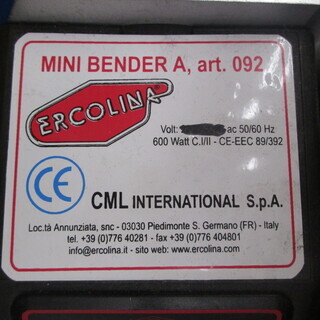 MINI BENDER A, art. 092
ERCOLINA
Volt: ac 50/60 Hz
600 Watt C.I/II - CE-EEC 89/392
CE
CML INTERNATIONAL S.p.A.
Loc.tà Annunziata, snc - 03030 Piedimonte S. Germano (FR) - Italy
tel. +39 (0)776 40281 - fax +39 (0)776 404801
info@ercolina.it - sito web: www.ercolina.com